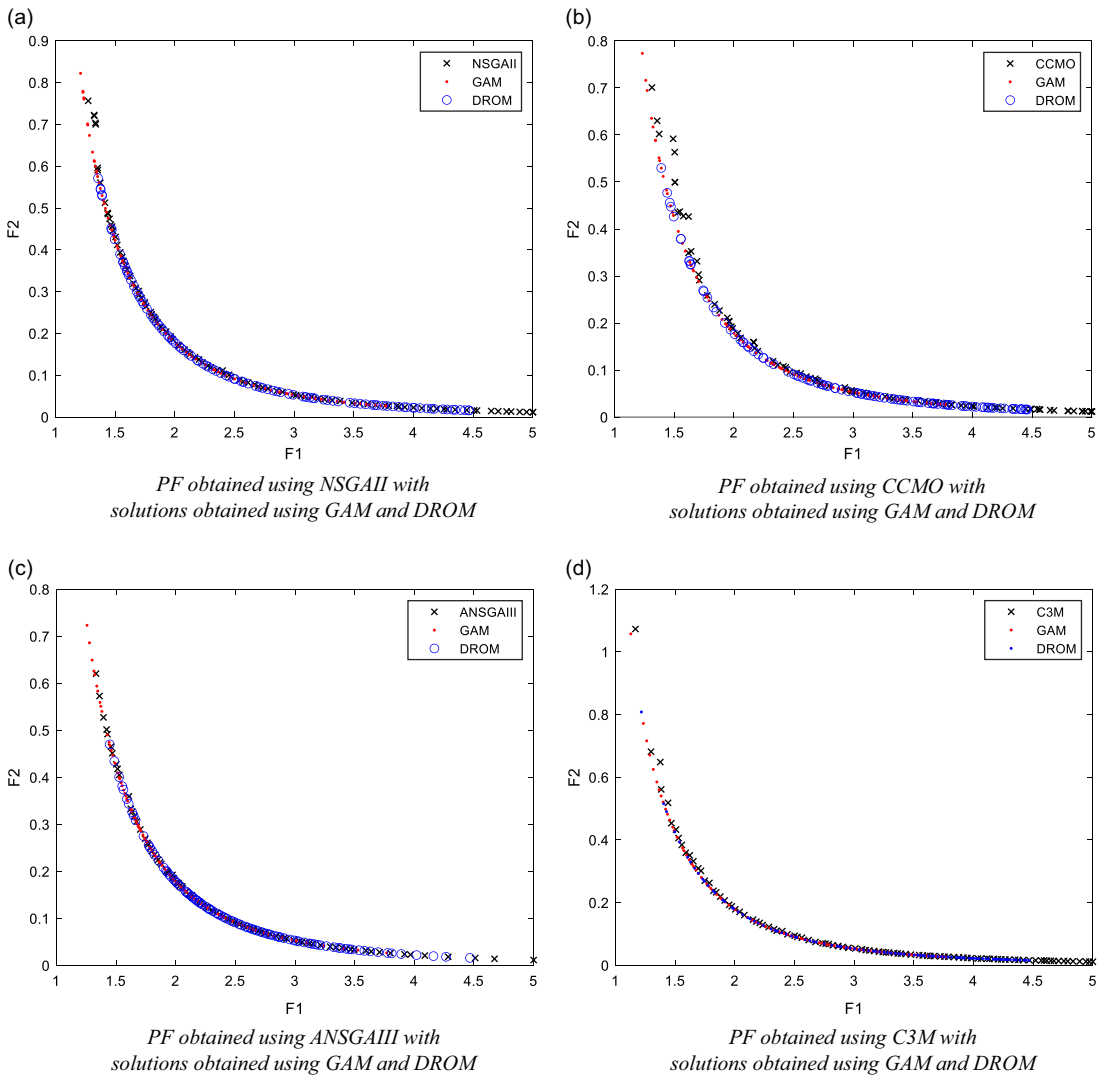 (a)
0.9
0.8
0.7
0.6
0.5
0.4
0.3
0.2
0.1
0
F2
1
1.5
2
2.5
3
3.5
4
4.5
5
F1
NSGAII
GAM
DROM
PF obtained using NSGAII with
solutions obtained using GAM and DROM
(b)
0.8
0.7
0.6
0.5
0.4
0.3
0.2
0.1
0
F2
1
1.5
2
2.5
3
3.5
4
4.5
5
F1
CCMO
GAM
DROM
PF obtained using CCMO with
solutions obtained using GAM and DROM
(c)
0.8
0.7
0.6
0.5
0.4
0.3
0.2
0.1
0
F2
1
1.5
2
2.5
3
3.5
4
4.5
5
F1
ANSGAIII
GAM
DROM
PF obtained using ANSGAIII with
solutions obtained using GAM and DROM
(d)
1.2
1
0.8
0.6
0.4
0.2
0
F2
1
1.5
2
2.5
3
3.5
4
4.5
5
F1
C3M
GAM
DROM
PF obtained using C3M with
solutions obtained using GAM and DROM